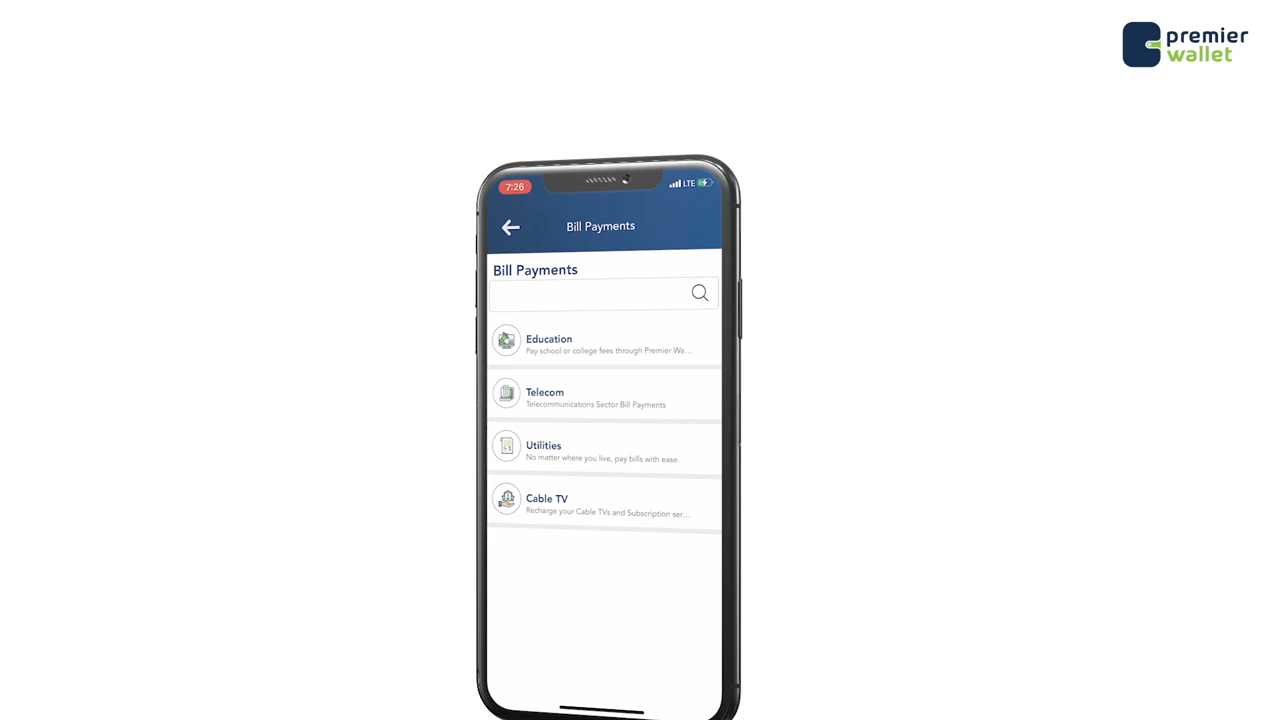 premier
wallet
7:26
LTE
Bill Payments
Bill Payments
Education
Pay school or college fees through Premier Wa...
Telecom
Telecommunications Sector Bill Payments
Utilities
No matter where you live, pay bills with ease.
Cable TV
Recharge your Cable TVs and Subscription ser...